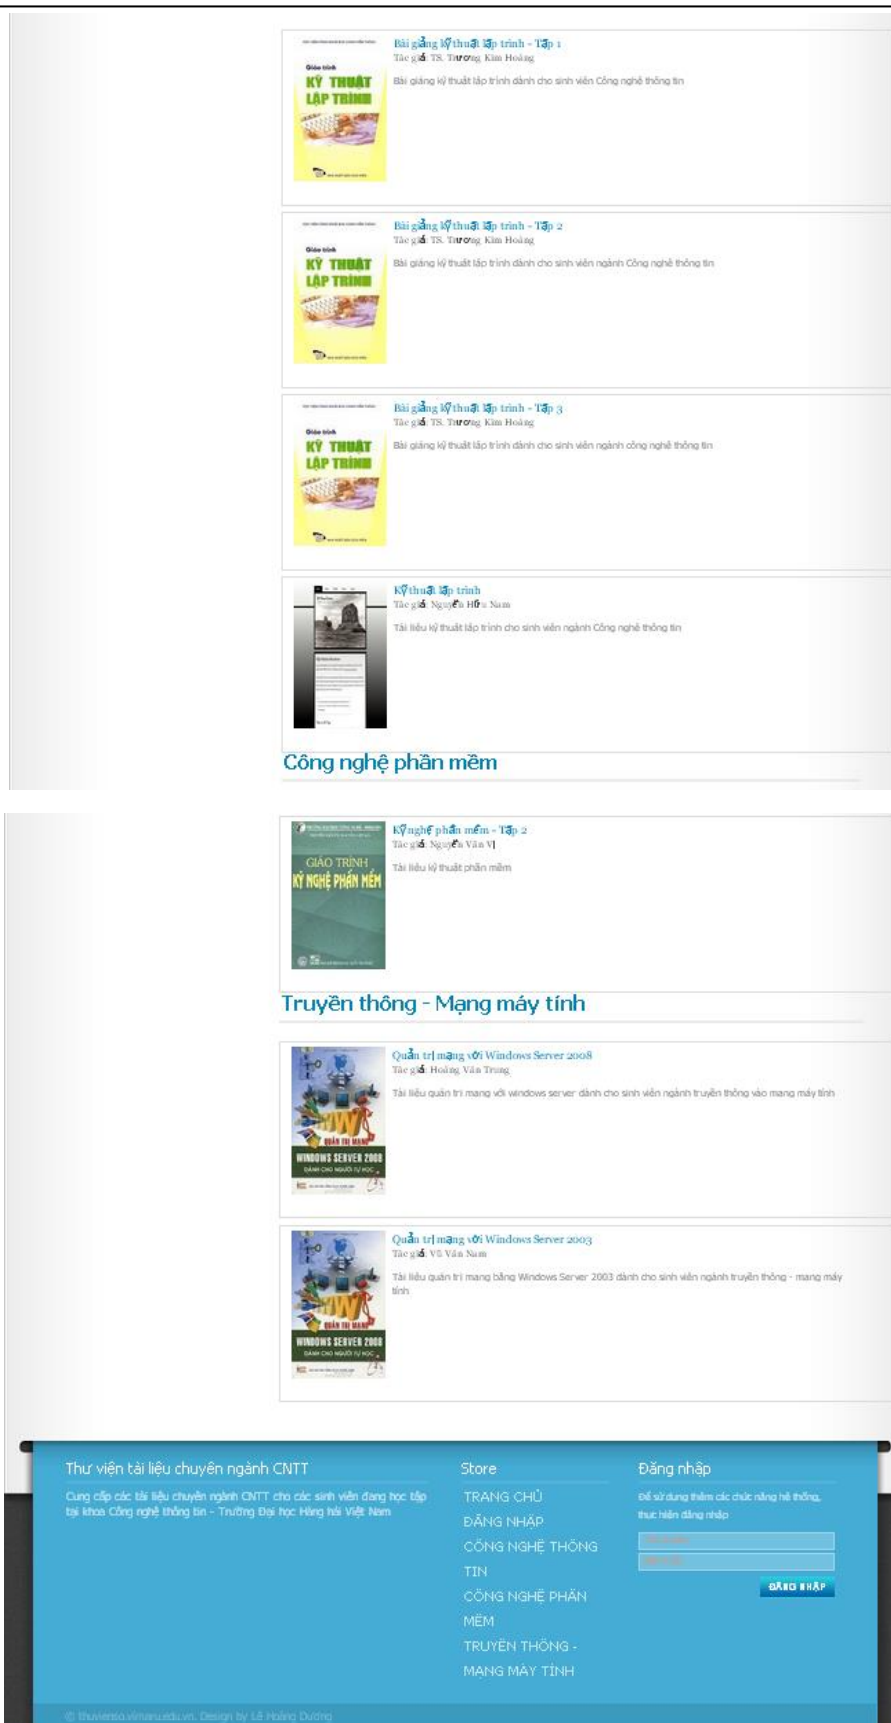 Bài giảng kỹ thuật lập trình - Tập 1
Tác giả: TS. Trương Kim Hoàng
Giáo trình
KỸ THUẬT
LẬP TRÌNH
Bài giảng kỹ thuật lập trình dành cho sinh viên Công nghệ thông tin
Bài giảng kỹ thuật lập trình - Tập 2
Tác giả: TS. Trương Kim Hoàng
Giáo trình
KỸ THUẬT
LẬP TRÌNH
Bài giảng kỹ thuật lập trình dành cho sinh viên ngành Công nghệ thông tin
Bài giảng kỹ thuật lập trình - Tập 3
Tác giả: TS. Trương Kim Hoàng
Giáo trình
KỸ THUẬT
LẬP TRÌNH
Bài giảng kỹ thuật lập trình dành cho sinh viên ngành công nghệ thông tin
Kỹ thuật lập trình
Tác giả: Nguyễn Hữu Nam
Tài liệu kỹ thuật lập trình cho sinh viên ngành Công nghệ thông tin
Công nghệ phần mềm
Kỹ nghệ phần mềm - Tập 2
Tác giả: Nguyễn Văn Vị
GIÁO TRÌNH
KỸ NGHỆ PHẦN MỀM
Tài liệu kỹ thuật phần mềm
Truyền thông - Mạng máy tính
Quản trị mạng với Windows Server 2008
Tác giả: Hoàng Văn Trung
Tài liệu quản trị mạng với windows server dành cho sinh viên ngành truyền thông vào mạng máy tính
QUẢN TRỊ MẠNG
WINDOWS SERVER 2008
DÀNH CHO NGƯỜI TỰ HỌC
Quản trị mạng với Windows Server 2003
Tác giả: Vũ Văn Nam
Tài liệu quản trị mạng bằng Windows Server 2003 dành cho sinh viên ngành truyền thông - mạng máy
tính
QUẢN TRỊ MẠNG
WINDOWS SERVER 2008
DÀNH CHO NGƯỜI TỰ HỌC
Thư viện tài liệu chuyên ngành CNTT
Cung cấp các tài liệu chuyên ngành CNTT cho các sinh viên đang học tập
tại khoa Công nghệ thông tin - Trường Đại học Hàng hải Việt Nam
Store
TRANG CHỦ
ĐĂNG NHẬP
CÔNG NGHỆ THÔNG
TIN
CÔNG NGHỆ PHẦN
MỀM
TRUYỀN THÔNG -
MẠNG MÁY TÍNH
Đăng nhập
Để sử dụng thêm các chức năng hệ thống,
thực hiện đăng nhập
ĐĂNG NHẬP
© thuvienso.vimaru.edu.vn. Design by Lê Hoàng Dương